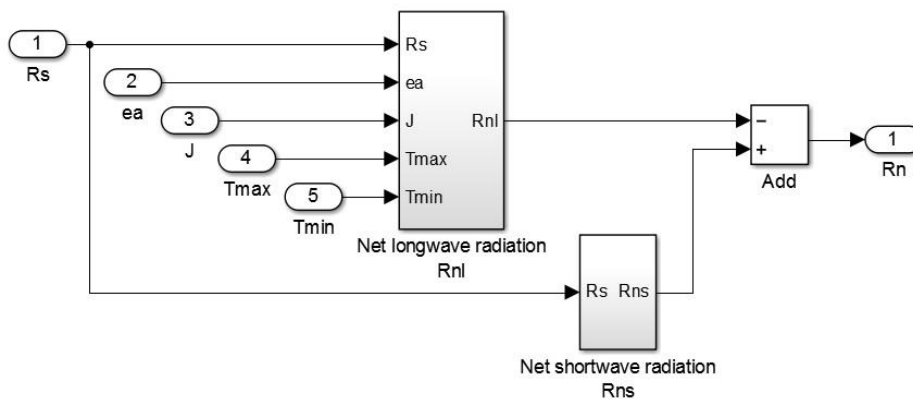 1
Rs
2
ea
3
J
4
Tmax
5
Tmin
Rs
ea
J
Tmax
Tmin
Rnl
Net longwave radiation
Rnl
Rs Rns
Net shortwave radiation
Rns
−
+
Add
1
Rn